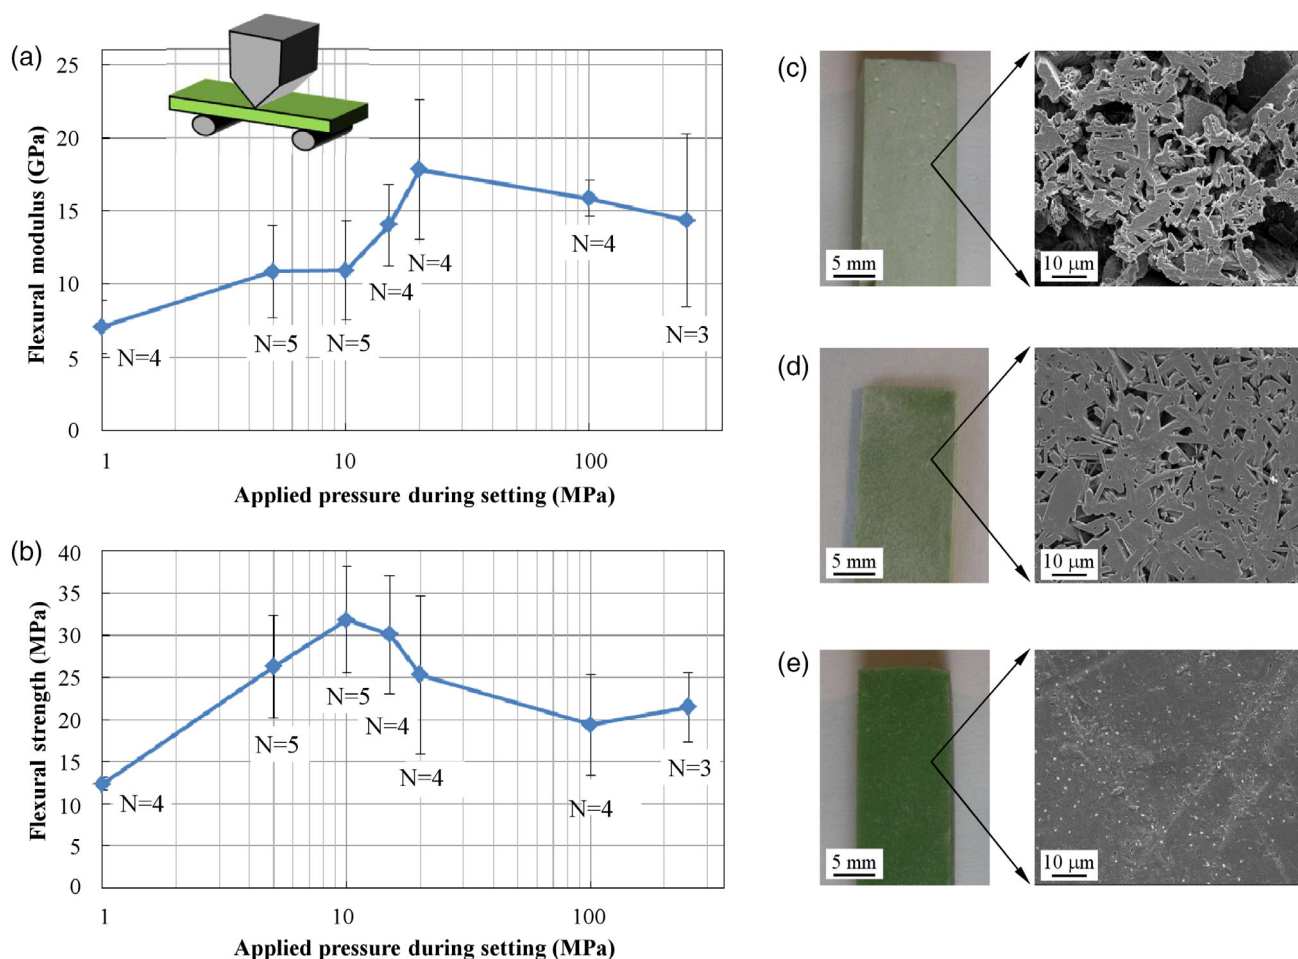 (a)
25
20
15
10
5
0
Flexural modulus (GPa)
N=4
N=5
N=5
N=4
N=4
N=4
N=3
1
10
100
Applied pressure during setting (MPa)
(b)
40
35
30
25
20
15
10
5
0
Flexural strength (MPa)
N=4
N=5
N=5
N=4
N=4
N=4
N=3
1
10
100
Applied pressure during setting (MPa)
(c)
5 mm
10 μm
(d)
5 mm
10 μm
(e)
5 mm
10 μm